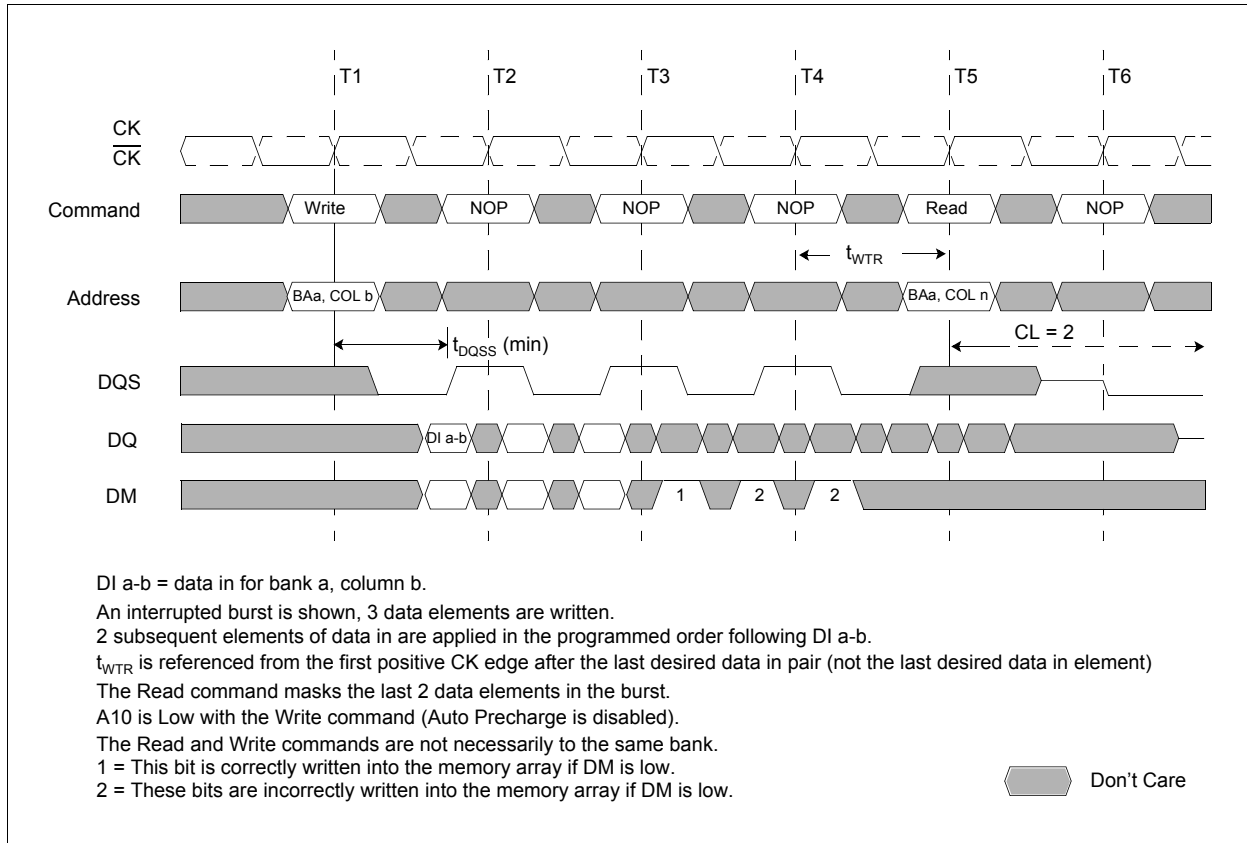 T1 T2 T3 T4 T5 T6
CK
CK
Command Write NOP NOP NOP Read NOP
tWTR
Address BAa, COL b BAa, COL n
tDQSS (min) CL = 2
DQS
DQ DI a-b
DM 1 2 2
DI a-b = data in for bank a, column b.
An interrupted burst is shown, 3 data elements are written.
2 subsequent elements of data in are applied in the programmed order following DI a-b.
tWTR is referenced from the first positive CK edge after the last desired data in pair (not the last desired data in element)
The Read command masks the last 2 data elements in the burst.
A10 is Low with the Write command (Auto Precharge is disabled).
The Read and Write commands are not necessarily to the same bank.
1 = This bit is correctly written into the memory array if DM is low.
2 = These bits are incorrectly written into the memory array if DM is low.
Don't Care